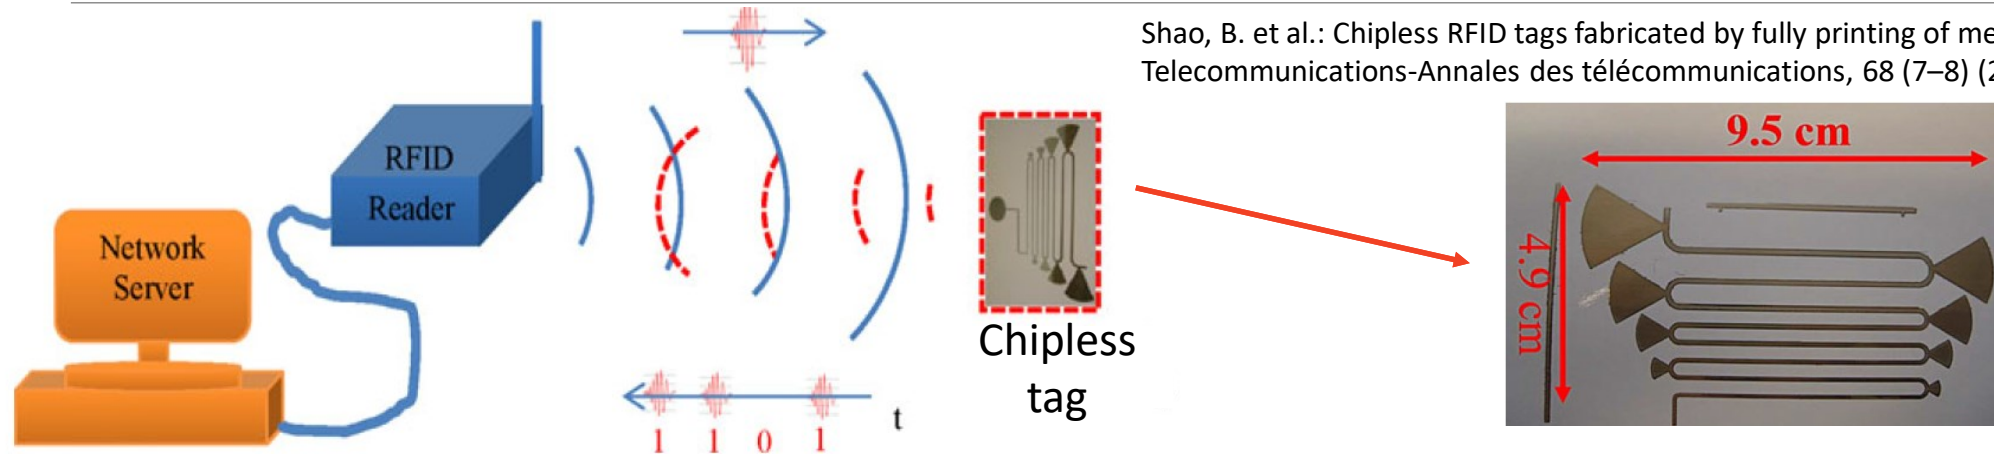 Shao, B. et al.: Chipless RFID tags fabricated by fully printing of me
Telecommunications-Annales des télécommunications, 68 (7–8) (2
9.5 cm
4.9 cm
RFID
Reader
Network
Server
Chipless
tag
t
1 1 0 1